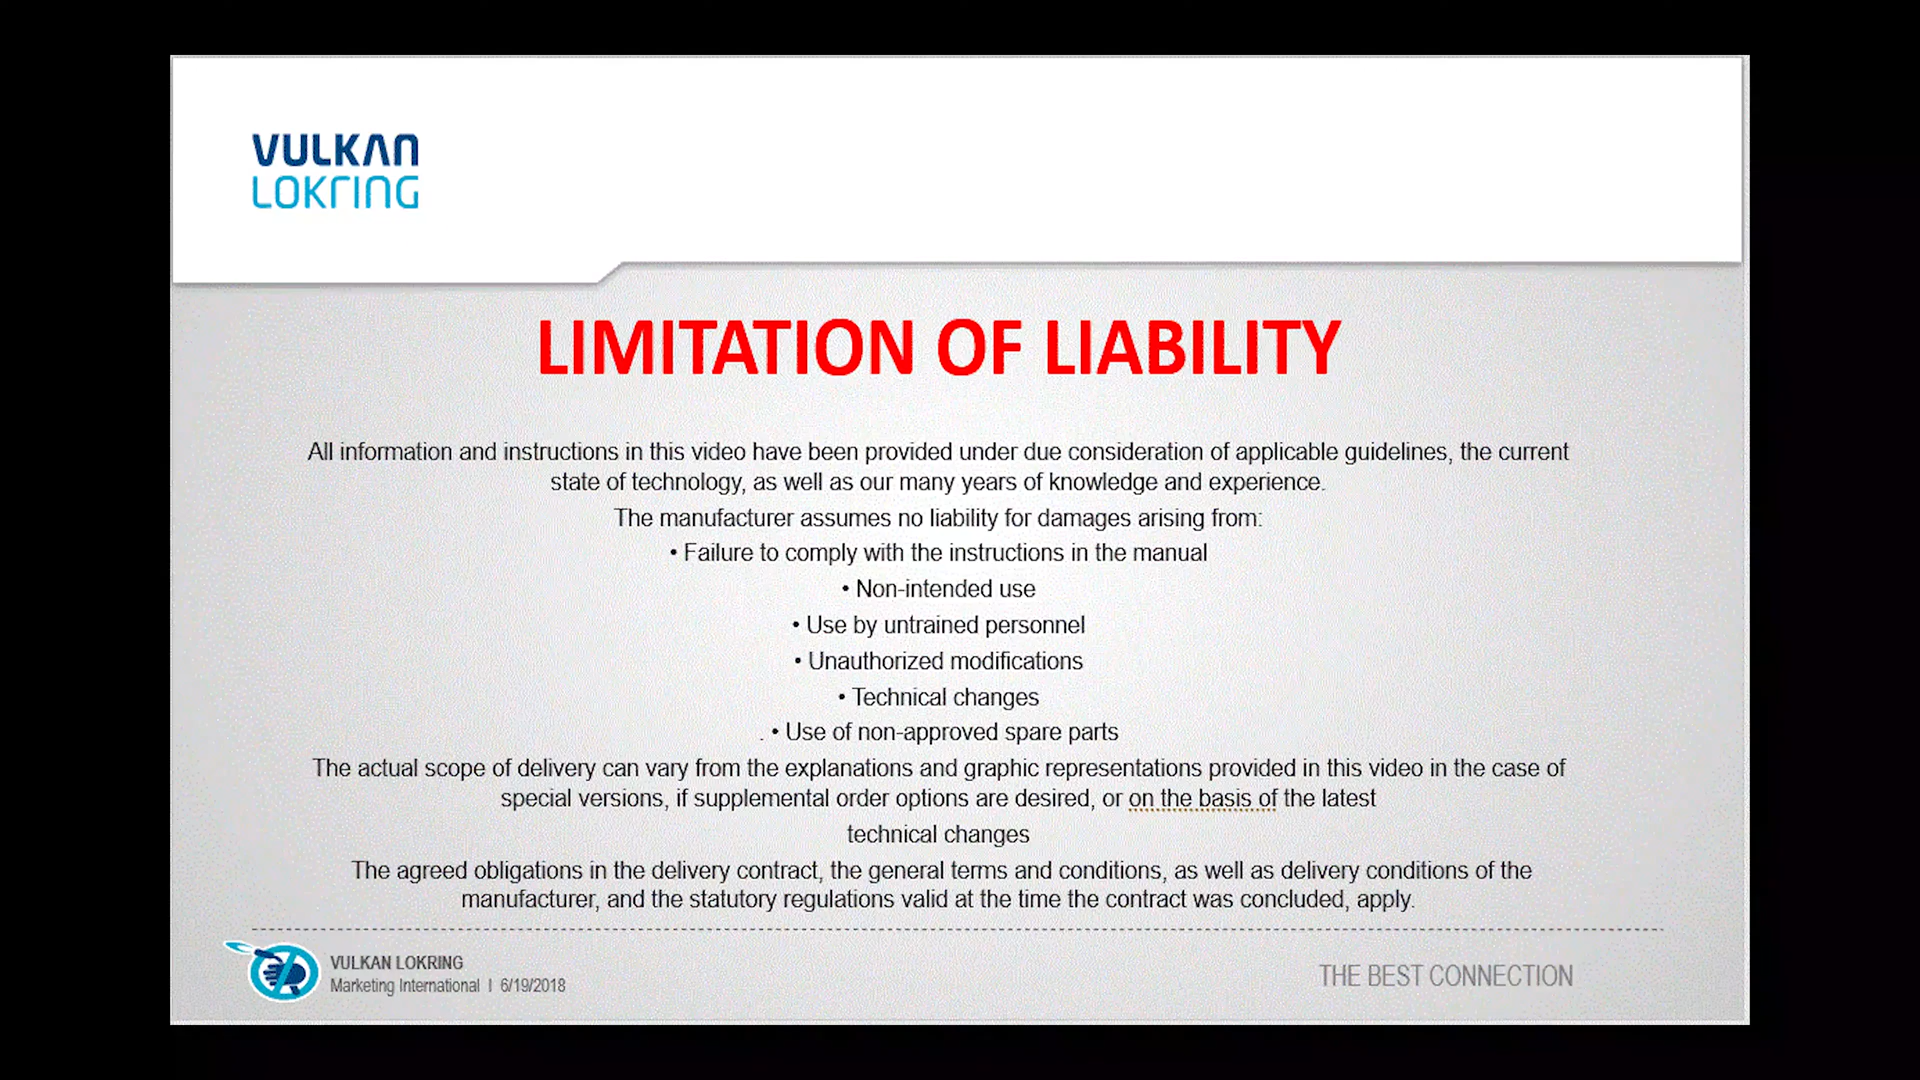 VULKAN
LOKRING
LIMITATION OF LIABILITY
All information and instructions in this video have been provided under due consideration of applicable guidelines, the current
state of technology, as well as our many years of knowledge and experience.
The manufacturer assumes no liability for damages arising from:
• Failure to comply with the instructions in the manual
• Non-intended use
• Use by untrained personnel
• Unauthorized modifications
• Technical changes
. • Use of non-approved spare parts
The actual scope of delivery can vary from the explanations and graphic representations provided in this video in the case of
special versions, if supplemental order options are desired, or on the basis of the latest
technical changes
The agreed obligations in the delivery contract, the general terms and conditions, as well as delivery conditions of the
manufacturer, and the statutory regulations valid at the time the contract was concluded, apply.
VULKAN LOKRING
Marketing International I 6/19/2018
THE BEST CONNECTION